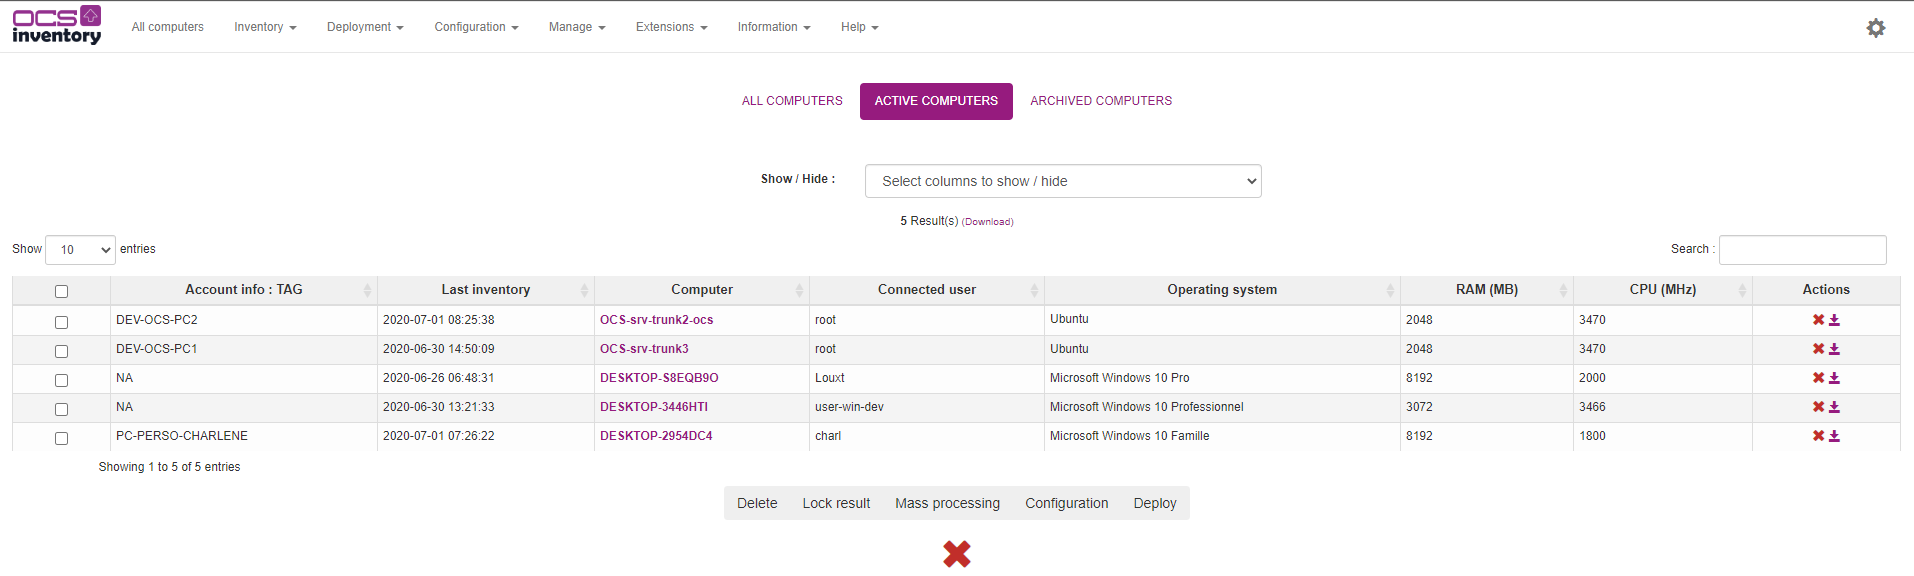 OCS
inventory
All computers Inventory Deployment Configuration Manage Extensions Information Help
ALL COMPUTERS ACTIVE COMPUTERS ARCHIVED COMPUTERS
Show / Hide : Select columns to show / hide
5 Result(s) (Download)
Show 10 entries Search :
Account info : TAG Last inventory Computer Connected user Operating system RAM (MB) CPU (MHz) Actions
DEV-OCS-PC2 2020-07-01 08:25:38 OCS-srv-trunk2-ocs root Ubuntu 2048 3470
DEV-OCS-PC1 2020-06-30 14:50:09 OCS-srv-trunk3 root Ubuntu 2048 3470
NA 2020-06-26 06:48:31 DESKTOP-S8EQB9O Louxt Microsoft Windows 10 Pro 8192 2000
NA 2020-06-30 13:21:33 DESKTOP-3446HTI user-win-dev Microsoft Windows 10 Professionnel 3072 3466
PC-PERSO-CHARLENE 2020-07-01 07:26:22 DESKTOP-2954DC4 charl Microsoft Windows 10 Famille 8192 1800
Showing 1 to 5 of 5 entries
Delete Lock result Mass processing Configuration Deploy